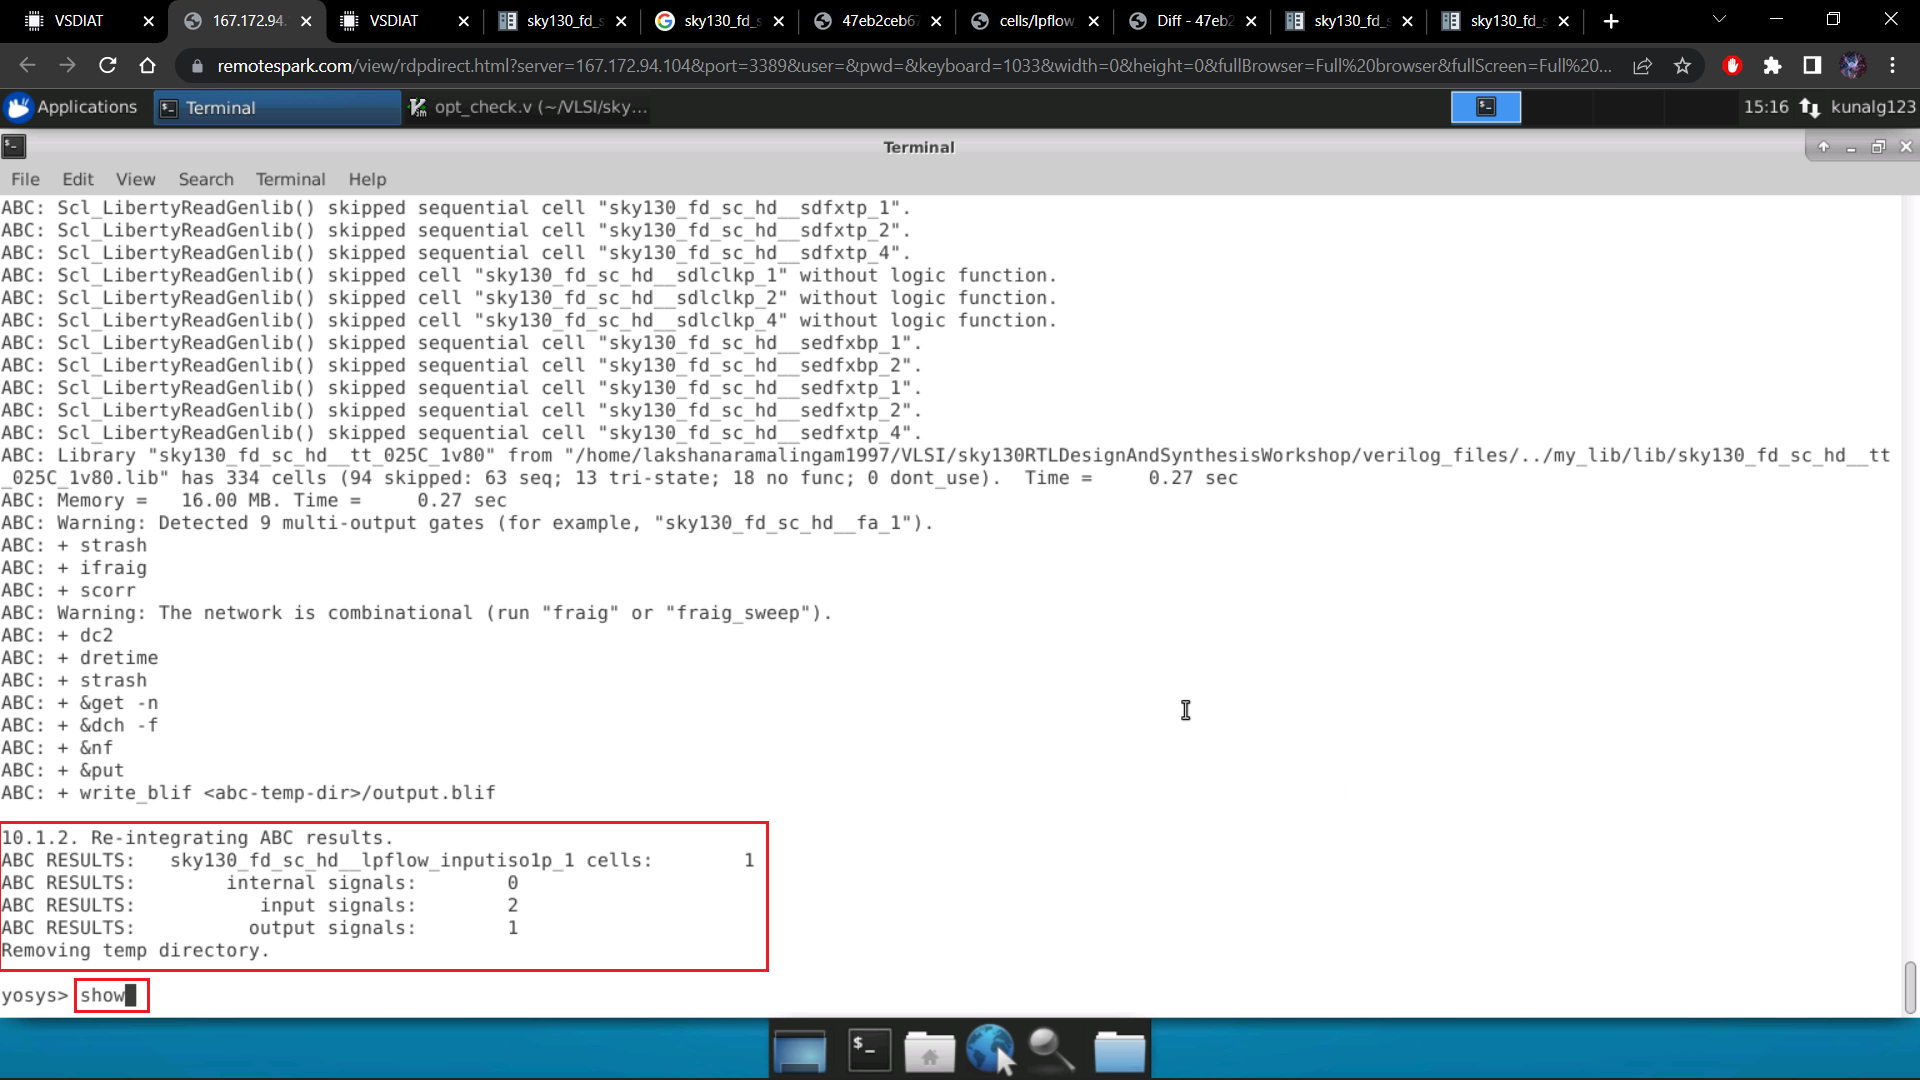 VSDIAT
167.172.94.
VSDIAT
sky130_fd_s
sky130_fd_s
47eb2ceb67
cells/lpflow
Diff - 47eb2
sky130_fd_s
sky130_fd_s
remotespark.com/view/rdpdirect.html?server=167.172.94.104&port=3389&user=&pwd=&keyboard=1033&width=0&height=0&fullBrowser=Full%20browser&fullScreen=Full%20...
Applications
Terminal
opt_check.v (~/VLSI/sky...
15:16
kunalg123
Terminal
File Edit View Search Terminal Help
ABC: Scl_LibertyReadGenlib() skipped sequential cell "sky130_fd_sc_hd__sdfxtp_1".
ABC: Scl_LibertyReadGenlib() skipped sequential cell "sky130_fd_sc_hd__sdfxtp_2".
ABC: Scl_LibertyReadGenlib() skipped sequential cell "sky130_fd_sc_hd__sdfxtp_4".
ABC: Scl_LibertyReadGenlib() skipped cell "sky130_fd_sc_hd__sdlclkp_1" without logic function.
ABC: Scl_LibertyReadGenlib() skipped cell "sky130_fd_sc_hd__sdlclkp_2" without logic function.
ABC: Scl_LibertyReadGenlib() skipped cell "sky130_fd_sc_hd__sdlclkp_4" without logic function.
ABC: Scl_LibertyReadGenlib() skipped sequential cell "sky130_fd_sc_hd__sedfxbp_1".
ABC: Scl_LibertyReadGenlib() skipped sequential cell "sky130_fd_sc_hd__sedfxbp_2".
ABC: Scl_LibertyReadGenlib() skipped sequential cell "sky130_fd_sc_hd__sedfxtp_1".
ABC: Scl_LibertyReadGenlib() skipped sequential cell "sky130_fd_sc_hd__sedfxtp_2".
ABC: Scl_LibertyReadGenlib() skipped sequential cell "sky130_fd_sc_hd__sedfxtp_4".
ABC: Library "sky130_fd_sc_hd__tt_025C_1v80" from "/home/lakshanaramalingam1997/VLSI/sky130RTLDesignAndSynthesisWorkshop/verilog_files/../my_lib/lib/sky130_fd_sc_hd__tt
_025C_1v80.lib" has 334 cells (94 skipped: 63 seq; 13 tri-state; 18 no func; 0 dont_use).  Time =     0.27 sec
ABC: Memory =   16.00 MB. Time =     0.27 sec
ABC: Warning: Detected 9 multi-output gates (for example, "sky130_fd_sc_hd__fa_1").
ABC: + strash
ABC: + ifraig
ABC: + scorr
ABC: Warning: The network is combinational (run "fraig" or "fraig_sweep").
ABC: + dc2
ABC: + dretime
ABC: + strash
ABC: + &get -n
ABC: + &dch -f
ABC: + &nf
ABC: + &put
ABC: + write_blif <abc-temp-dir>/output.blif
10.1.2. Re-integrating ABC results.
ABC RESULTS:   sky130_fd_sc_hd__lpflow_inputiso1p_1 cells:        1
ABC RESULTS:        internal signals:        0
ABC RESULTS:           input signals:        2
ABC RESULTS:          output signals:        1
Removing temp directory.
yosys> show